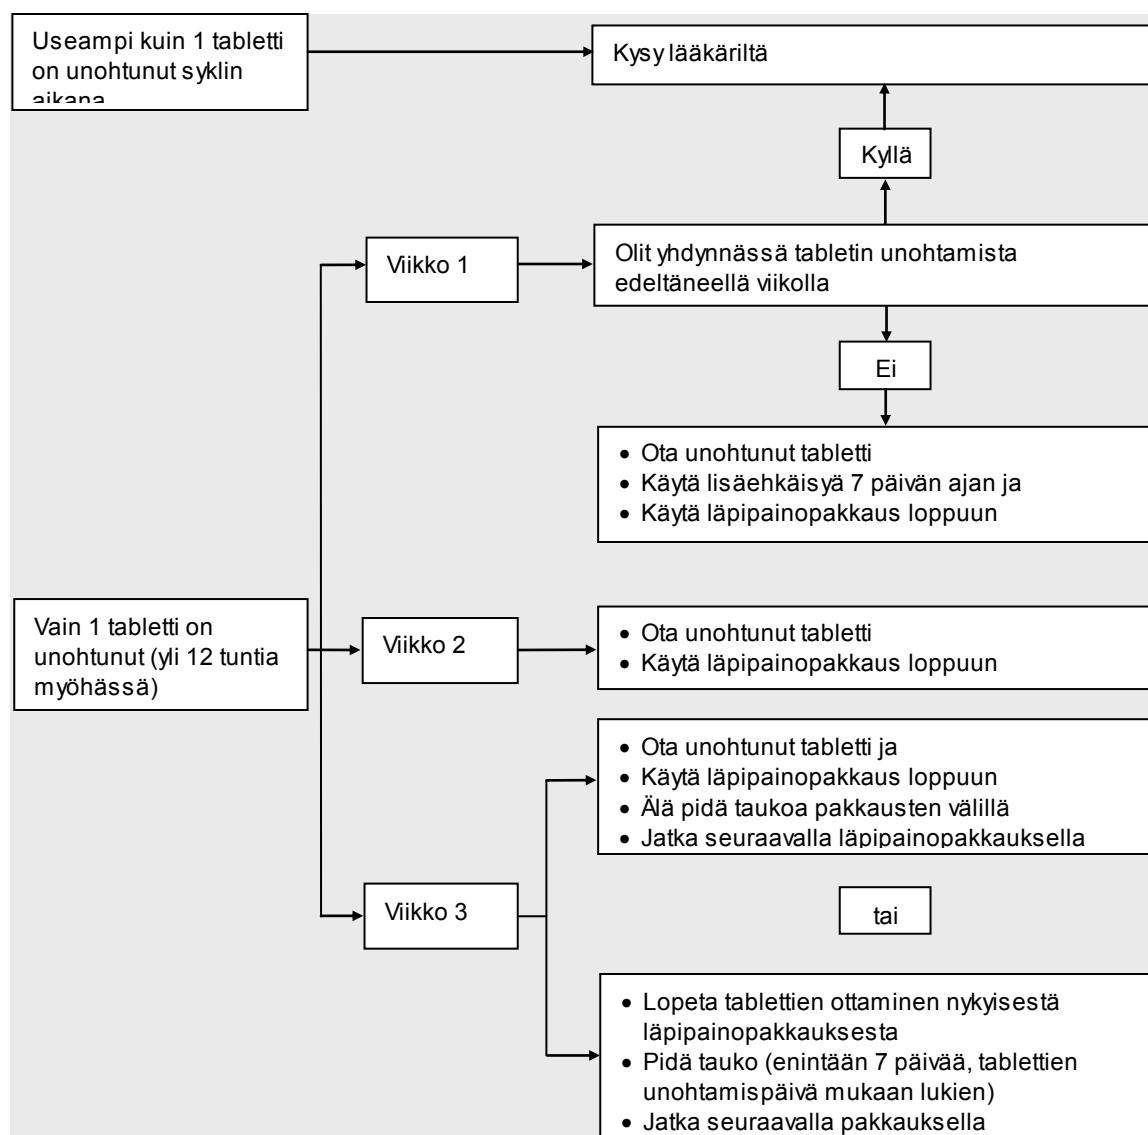 Useampi kuin 1 tabletti
on unohtunut syklin
aikana
Kysy lääkäriltä
Kyllä
Viikko 1
Olit yhdynnässä tabletin unohtamista
edeltäneellä viikolla
Ei
• Ota unohtunut tabletti
• Käytä lisäehkäisyä 7 päivän ajan ja
• Käytä läpipainopakkaus loppuun
Vain 1 tabletti on
unohtunut (yli 12 tuntia
myöhässä)
Viikko 2
• Ota unohtunut tabletti
• Käytä läpipainopakkaus loppuun
• Ota unohtunut tabletti ja
• Käytä läpipainopakkaus loppuun
• Älä pidä taukoa pakkausten välillä
• Jatka seuraavalla läpipainopakkauksella
Viikko 3
tai
• Lopeta tablettien ottaminen nykyisestä
läpipainopakkauksesta
• Pidä tauko (enintään 7 päivää, tablettien
unohtamispäivä mukaan lukien)
• Jatka seuraavalla pakkauksella